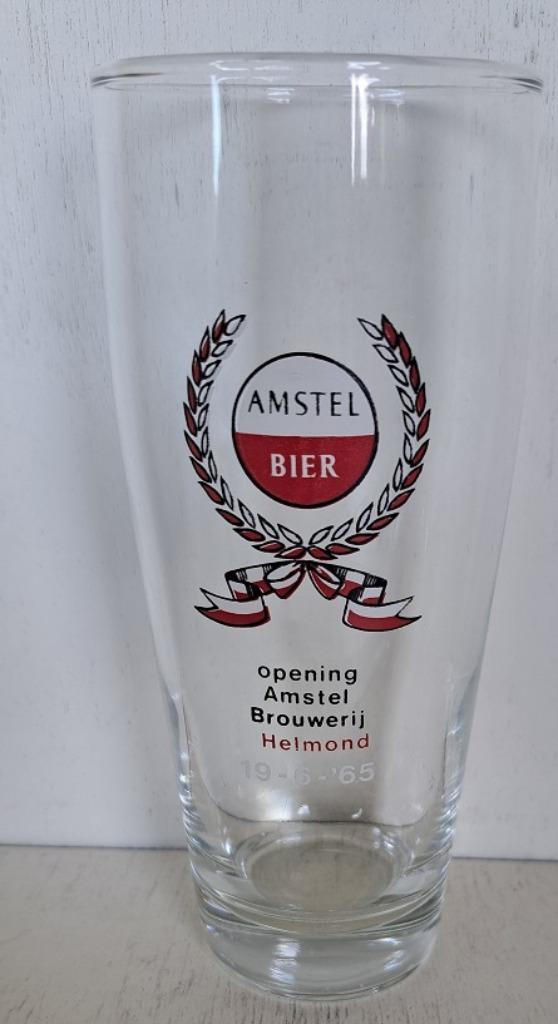 AMSTEL
BIER
opening
Amstel
Brouwerij
Helmond
19-6-'65